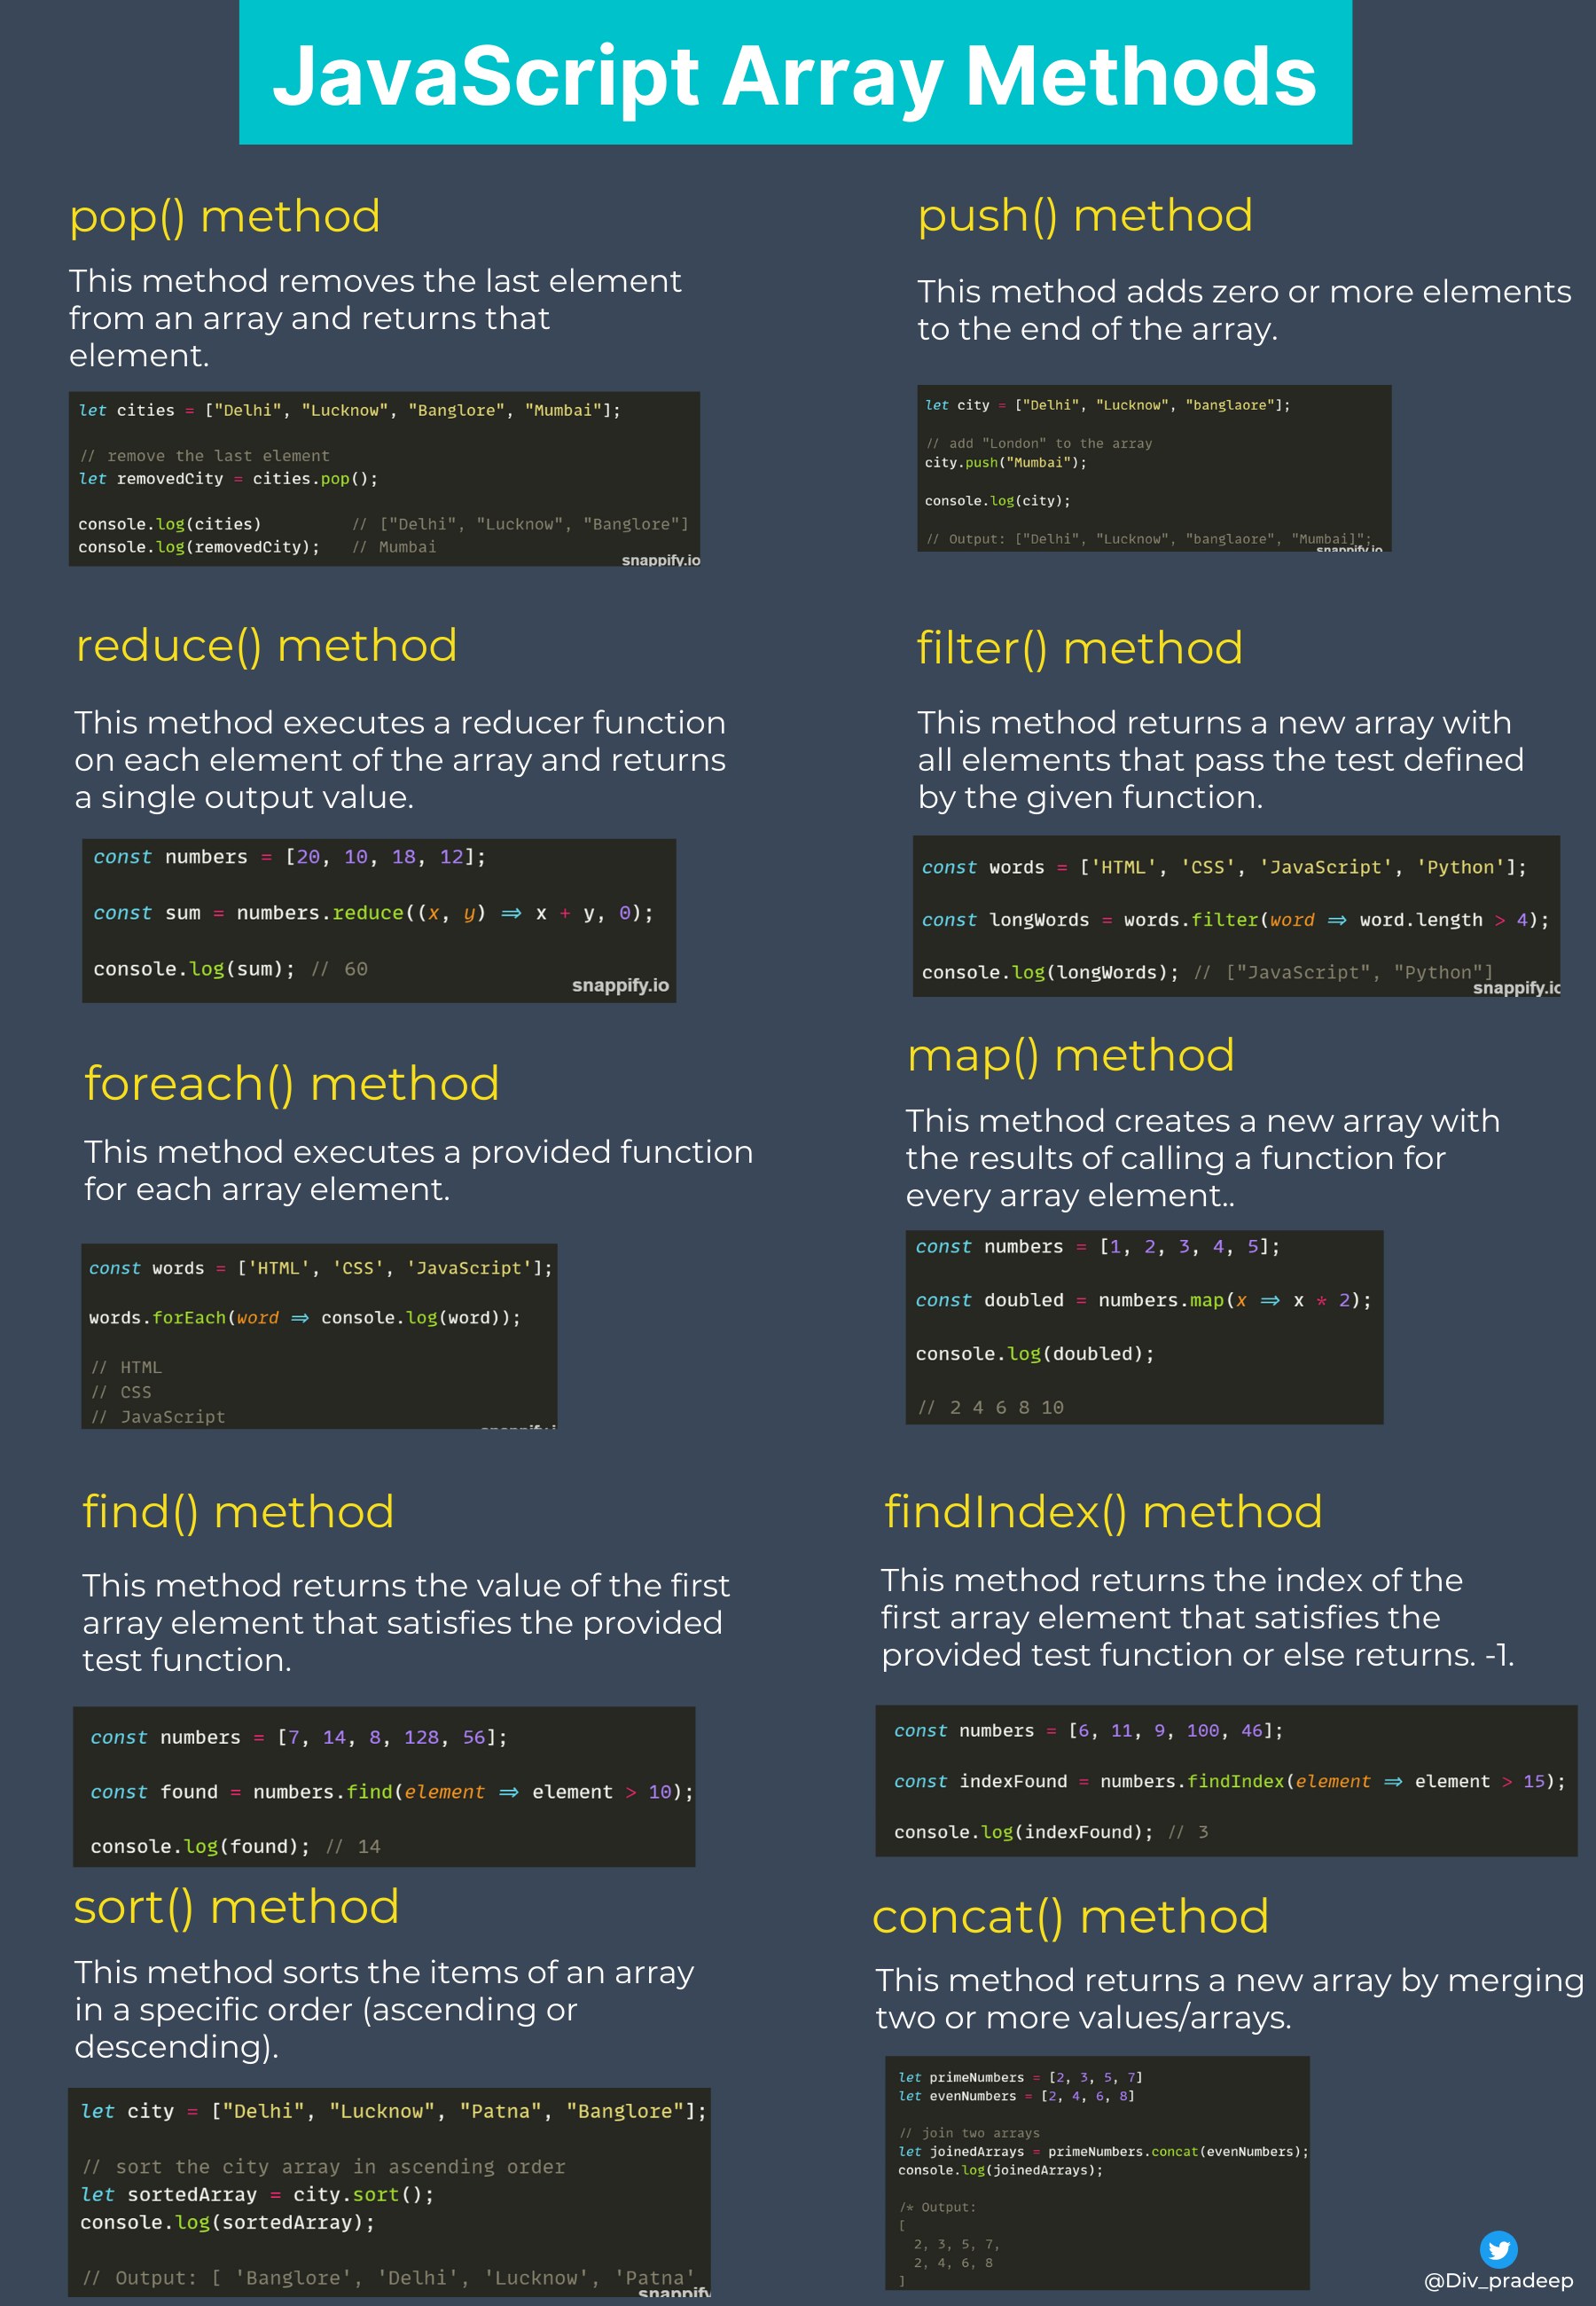 JavaScript Array Methods
pop() method
This method removes the last element
from an array and returns that
element.
let cities = ["Delhi", "Lucknow", "Banglore", "Mumbai"];
// remove the last element
let removedCity = cities.pop();
console.log(cities) // ["Delhi", "Lucknow", "Banglore"]
console.log(removedCity); // Mumbai
snappify.io
push() method
This method adds zero or more elements
to the end of the array.
let city = ["Delhi", "Lucknow", "banglaore"];
// add "London" to the array
city.push("Mumbai");
console.log(city);
// Output: ["Delhi", "Lucknow", "banglaore", "Mumbai]";
snappify.io
reduce() method
This method executes a reducer function
on each element of the array and returns
a single output value.
const numbers = [20, 10, 18, 12];
const sum = numbers.reduce((x, y) => x + y, 0);
console.log(sum); // 60
snappify.io
filter() method
This method returns a new array with
all elements that pass the test defined
by the given function.
const words = ['HTML', 'CSS', 'JavaScript', 'Python'];
const longWords = words.filter(word => word.length > 4);
console.log(longWords); // ["JavaScript", "Python"]
snappify.io
foreach() method
This method executes a provided function
for each array element.
const words = ['HTML', 'CSS', 'JavaScript'];
words.forEach(word => console.log(word));
// HTML
// CSS
// JavaScript
map() method
This method creates a new array with
the results of calling a function for
every array element..
const numbers = [1, 2, 3, 4, 5];
const doubled = numbers.map(x => x * 2);
console.log(doubled);
// 2 4 6 8 10
find() method
This method returns the value of the first
array element that satisfies the provided
test function.
const numbers = [7, 14, 8, 128, 56];
const found = numbers.find(element => element > 10);
console.log(found); // 14
findIndex() method
This method returns the index of the
first array element that satisfies the
provided test function or else returns. -1.
const numbers = [6, 11, 9, 100, 46];
const indexFound = numbers.findIndex(element => element > 15);
console.log(indexFound); // 3
sort() method
This method sorts the items of an array
in a specific order (ascending or
descending).
let city = ["Delhi", "Lucknow", "Patna", "Banglore"];
// sort the city array in ascending order
let sortedArray = city.sort();
console.log(sortedArray);
// Output: [ 'Banglore', 'Delhi', 'Lucknow', 'Patna'
snappify
concat() method
This method returns a new array by merging
two or more values/arrays.
let primeNumbers = [2, 3, 5, 7]
let evenNumbers = [2, 4, 6, 8]
// join two arrays
let joinedArrays = primeNumbers.concat(evenNumbers);
console.log(joinedArrays);
/* Output:
[
2, 3, 5, 7,
2, 4, 6, 8
]
@Div_pradeep